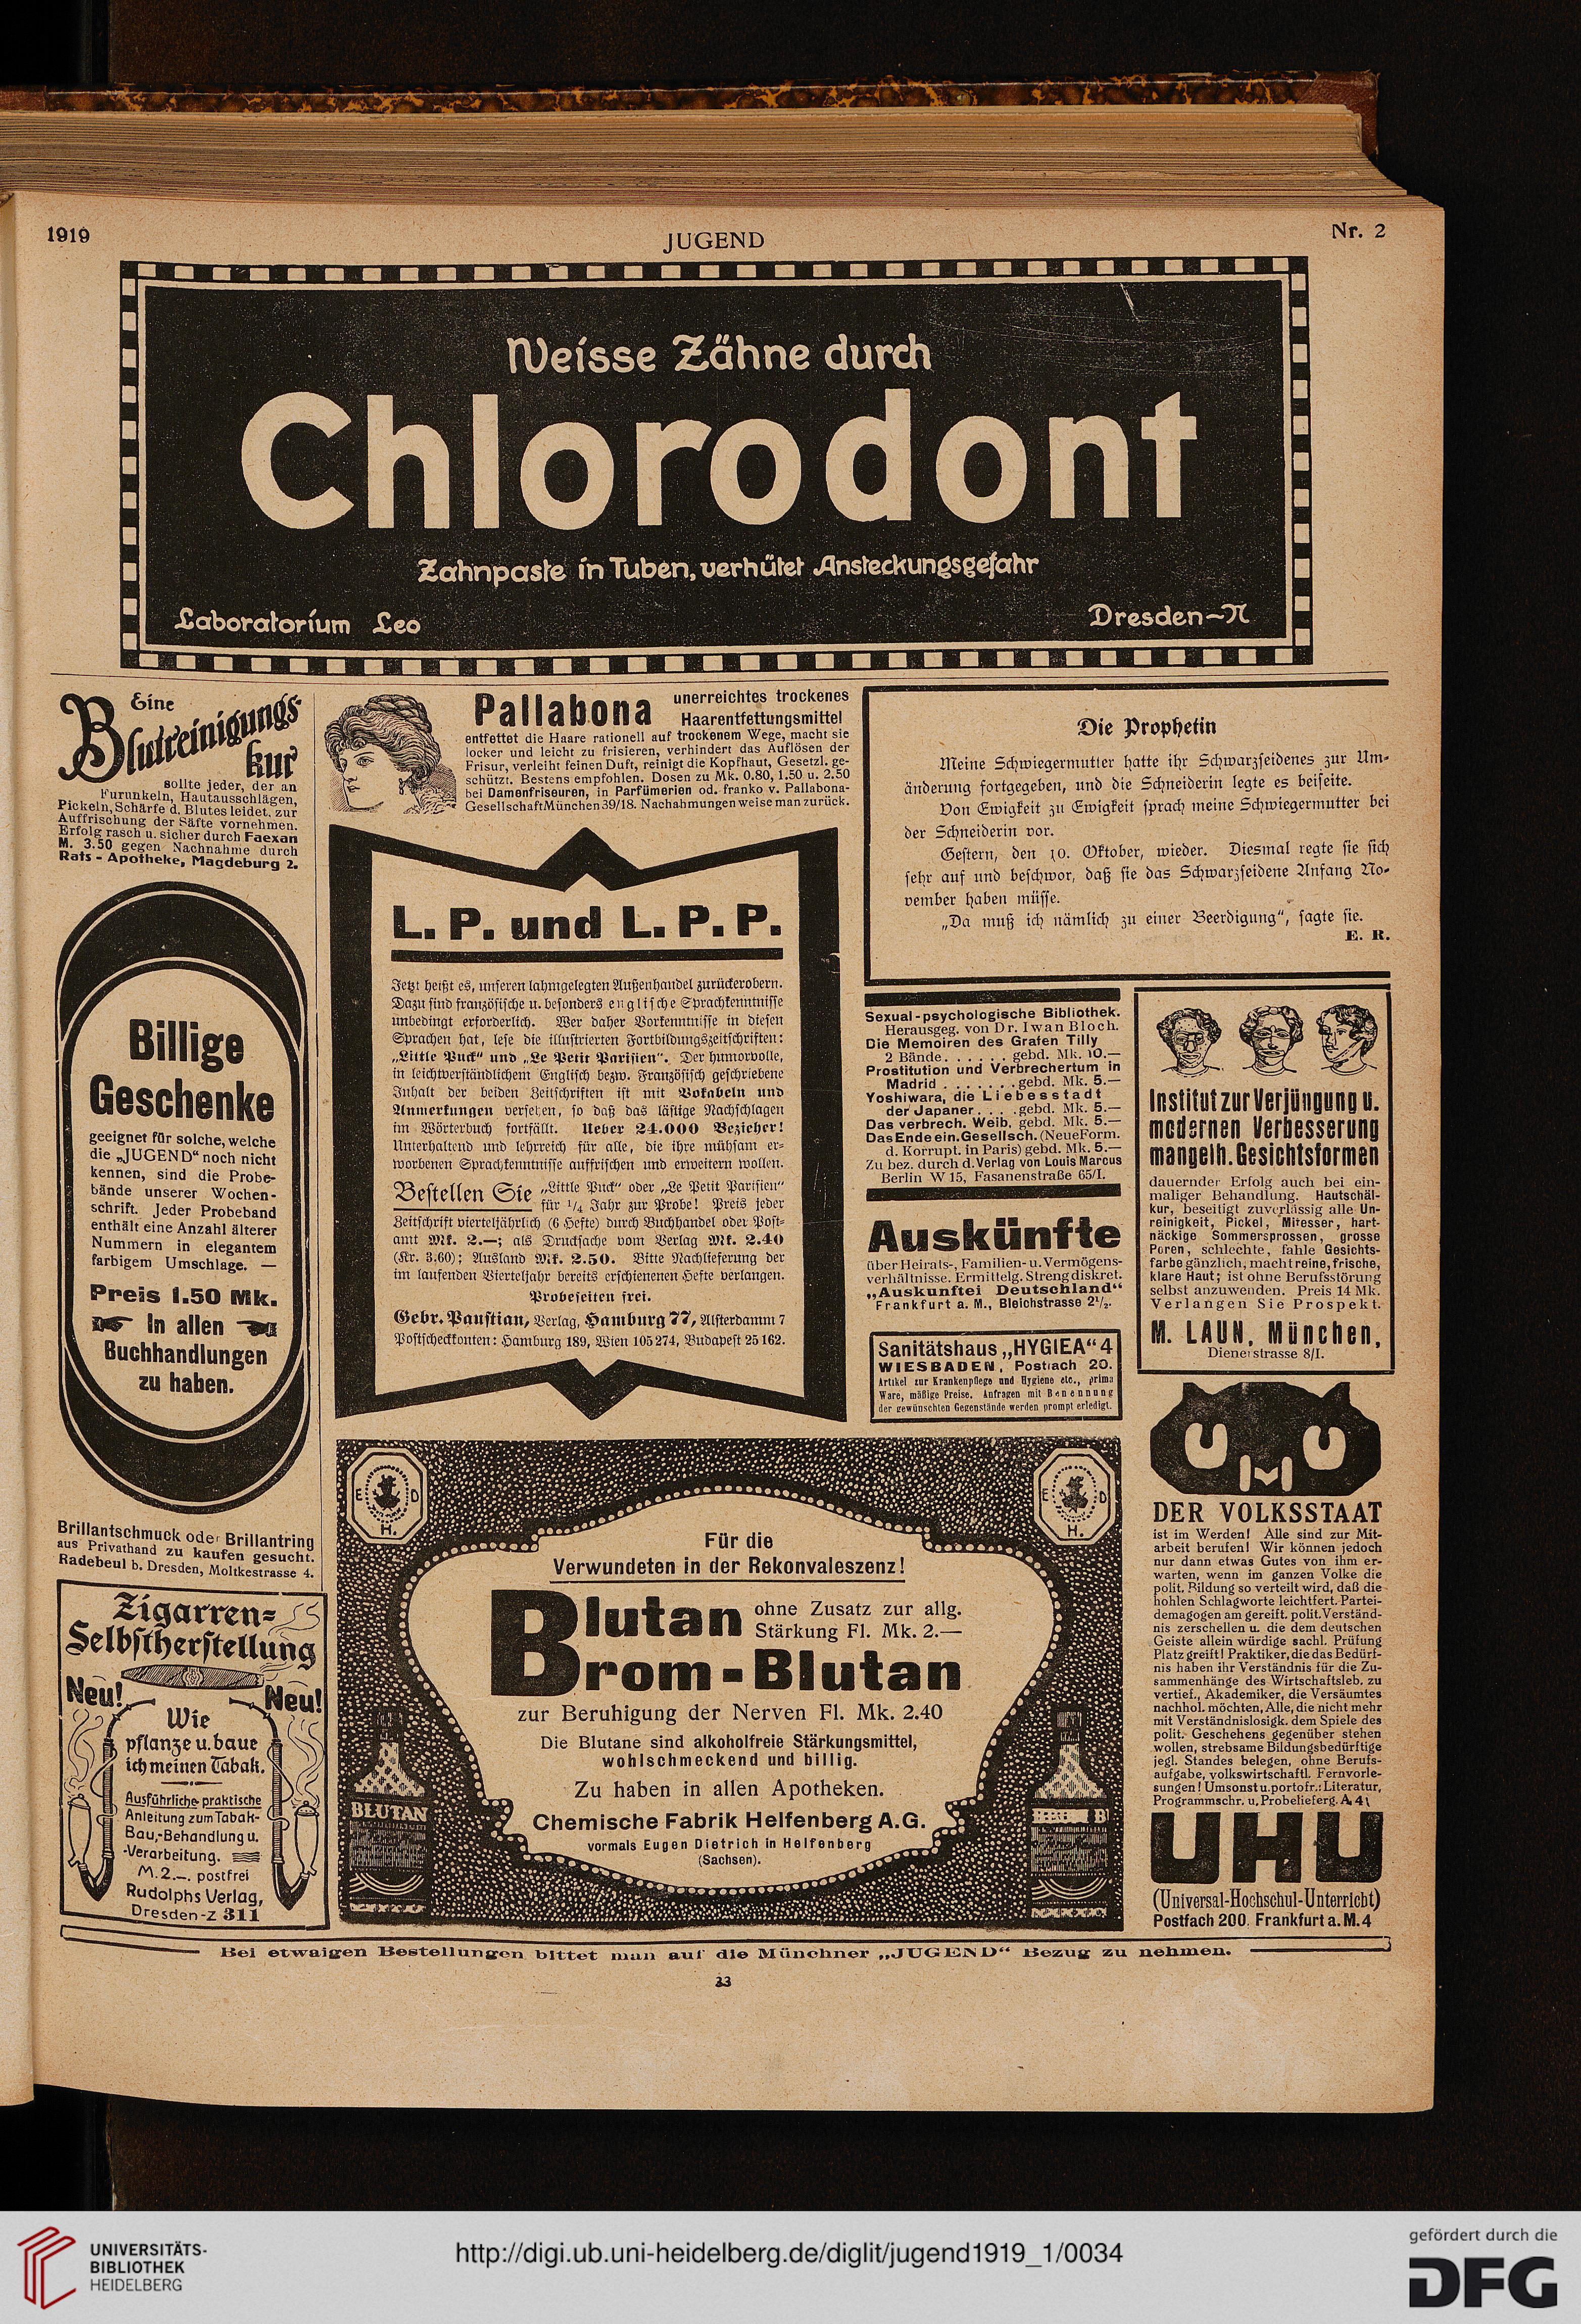 1919
JUGEND
Nr. 2
Weisse Zähne durch
Chlorodont
Zahnpaste in Tuben, verhütet Ansteckungsgefahr
Laboratorium Leo
Dresden-N
Eine
Blutreinigungs-
kur
sollte jeder, der an
Furunkeln, Hautausschlägen,
Pickeln, Schärfe d. Blutes leidet, zur
Auffrischung der Säfte vornehmen.
Erfolg rasch u. sicher durch Faexan
M. 3.50 gegen Nachnahme durch
Rats-Apotheke, Magdeburg 2.
Billige
Geschenke
geeignet für solche, welche
die „JUGEND“ noch nicht
kennen, sind die Probe-
bände unserer Wochen-
schrift. Jeder Probeband
enthält eine Anzahl älterer
Nummern in elegantem
farbigem Umschlage. —
Preis 1.50 Mk.
In allen
Buchhandlungen
zu haben.
Brillantschmuck oder Brillantring
aus Privathand zu kaufen gesucht.
Radebeul b. Dresden, Moltkestrasse 4.
Zigarren=
Selbstherstellung
Neu!
Neu!
Wie
pflanze u. baue
ich meinen Tabak.
Ausführliche praktische
Anleitung zum Tabak-
Bau,-Behandlung u.
-Verarbeitung.
M. 2.—. postfrei
Rudolphs Verlag,
Dresden-Z 311
Pallabona unerreichtes trockenes
Haarentfettungsmittel
entfettet die Haare rationell auf trockenem Wege, macht sie
locker und leicht zu frisieren, verhindert das Auflösen der
Frisur, verleiht feinen Duft, reinigt die Kopfhaut, Gesetzl. ge-
schützt. Bestens empfohlen. Dosen zu Mk. 0.80, 1.50 u. 2.50
bei Damenfriseuren, in Parfümerien od. franko v. Pallabona-
Gesellschaft München 39/18. Nachahmungen weise man zurück.
L. P. und L. P. P.
Jetzt heißt es, unseren lahmgelegten Außenhandel zurückerobern.
Dazu sind französische u. besonders englische Sprachkenntnisse
unbedingt erforderlich. Wer daher Vorkenntnisse in diesen
Sprachen hat, lese die illustrierten Fortbildungszeitschriften:
„Little Puck“ und „Le Petit Parisien“. Der humorvolle,
in leichtverständlichem Englisch bezw. Französisch geschriebene
Inhalt der beiden Zeitschriften ist mit Vokabeln und
Anmerkungen versehen, so daß das lästige Nachschlagen
im Wörterbuch fortfällt. Ueber 24.000 Bezieher!
Unterhaltend und lehrreich für alle, die ihre mühsam er-
worbenen Sprachkenntnisse auffrischen und erweitern wollen.
Bestellen Sie „Little Puck“ oder „Le Petit Parisien“
für 1/4 Jahr zur Probe! Preis jeder
Zeitschrift vierteljährlich (6 Hefte) durch Buchhandel oder Post-
amt Mk. 2.—; als Drucksache vom Verlag Mk. 2.40
(Kr. 3.60); Ausland Mk. 2.50. Bitte Nachlieferung der
im laufenden Vierteljahr bereits erschienenen Hefte verlangen.
Probeseiten frei.
Gebr. Paustian, Verlag, Hamburg 77, Alsterdamm 7
Postscheckkonten: Hamburg 189, Wien 105274, Budapest 25162.
Die Prophetin
Meine Schwiegermutter hatte ihr Schwarzseidenes zur Um-
änderung fortgegeben, und die Schneiderin legte es beiseite.
Von Ewigkeit zu Ewigkeit sprach meine Schwiegermutter bei
der Schneiderin vor.
Gestern, den 10. Oktober, wieder. Diesmal regte sie sich
sehr auf und beschwor, daß sie das Schwarzseidene Anfang No-
vember haben müsse.
„Da muß ich nämlich zu einer Beerdigung“, sagte sie.
E. R.
Sexual-psychologische Bibliothek.
Herausgeg. von Dr. Iwan Bloch.
Die Memoiren des Grafen Tilly
2 Bände. . . . . . gebd. Mk. 10.—
Prostitution und Verbrechertum in
Madrid . . . . . . . gebd. Mk. 5.—
Yoshiwara, die Liebesstadt
der Japaner. . . . gebd. Mk. 5.—
Das verbrech. Weib. gebd. Mk. 5.—
Das Ende ein. Gesellsch. (Neue Form.
d. Korrupt. in Paris) gebd. Mk. 5.—
Zu bez. durch d. Verlag von Louis Marcus
Berlin W 15, Fasanenstraße 65/I.
Auskünfte
über Heirats-, Familien- u. Vermögens-
verhältnisse. Ermittelg. Streng diskret.
„Auskunftei Deutschland“
Frankfurt a. M., Bleichstrasse 2½.
Sanitätshaus „HYGIEA“ 4
WIESBADEN, Postfach 20.
Artikel zur Krankenpflege und Hygiene etc., prima
Ware, mäßige Preise. Anfragen mit Benennung
der gewünschten Gegenstände werden prompt erledigt.
Institut zur Verjüngung u.
modernen Verbesserung
mangelh. Gesichtsformen
dauernder Erfolg auch bei ein-
maliger Behandlung. Hautschäl-
kur, beseitigt zuverlässig alle Un-
reinigkeit, Pickel, Mitesser, hart-
näckige Sommersprossen, grosse
Poren, schlechte, fahle Gesichts-
farbe gänzlich, macht reine, frische,
klare Haut; ist ohne Berufsstörung
selbst anzuwenden. Preis 14 Mk.
Verlangen Sie Prospekt.
M. LAUN, München,
Dienerstrasse 8/I.
DER VOLKSSTAAT
ist im Werden! Alle sind zur Mit-
arbeit berufen! Wir können jedoch
nur dann etwas Gutes von ihm er-
warten, wenn im ganzen Volke die
polit. Bildung so verteilt wird, daß die
hohlen Schlagworte leichtfert. Partei-
demagogen am gereift. polit. Verständ-
nis zerschellen u. die dem deutschen
Geiste allein würdige sachl. Prüfung
Platz greift! Praktiker, die das Bedürf-
nis haben ihr Verständnis für die Zu-
sammenhänge des Wirtschaftsleb. zu
vertief., Akademiker, die Versäumtes
nachhol. möchten, Alle, die nicht mehr
mit Verständnislosigk. dem Spiele des
polit. Geschehens gegenüber stehen
wollen, strebsame Bildungsbedürftige
jegl. Standes belegen, ohne Berufs-
aufgabe, volkswirtschaftl. Fernvorle-
sungen! Umsonst u. portofr.: Literatur,
Programmschr. u. Probelieferg. A. 41
UHU
(Universal-Hochschul-Unterricht)
Postfach 200 Frankfurt a. M. 4
E D
H.
E D
H.
Für die
Verwundeten in der Rekonvaleszenz!
Blutan ohne Zusatz zur allg.
Stärkung Fl. Mk. 2.—
Brom-Blutan
zur Beruhigung der Nerven Fl. Mk. 2.40
Die Blutane sind alkoholfreie Stärkungsmittel,
wohlschmeckend und billig.
Zu haben in allen Apotheken.
Chemische Fabrik Helfenberg A.G.
vormals Eugen Dietrich in Helfenberg
(Sachsen).
BLUTAN
Bei etwaigen Bestellungen bittet man auf die Münchner „JUGEND“ Bezug zu nehmen.
33
UNIVERSITÄTS-
BIBLIOTHEK
HEIDELBERG
http://digi.ub.uni-heidelberg.de/diglit/jugend1919_1/0034
gefördert durch die
DFG